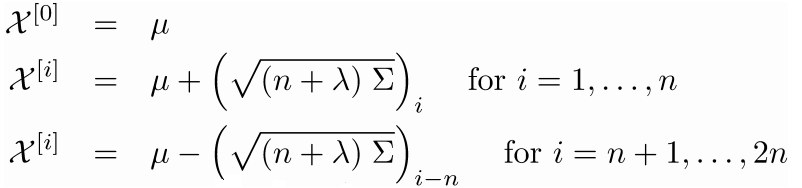 𝒳^{[0]} = μ
𝒳^{[i]} = μ + (√((n + λ) Σ))_i for i = 1, . . . , n
𝒳^{[i]} = μ − (√((n + λ) Σ))_{i−n} for i = n + 1, . . . , 2n